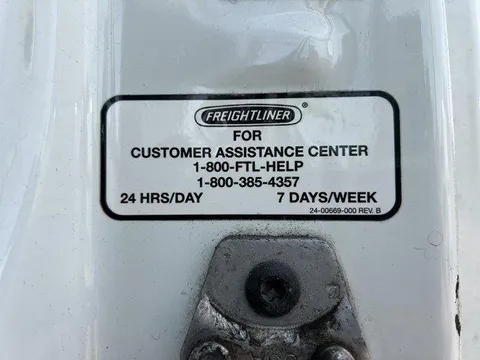 FREIGHTLINER®
FOR
CUSTOMER ASSISTANCE CENTER
1-800-FTL-HELP
1-800-385-4357
24 HRS/DAY 7 DAYS/WEEK
24-00669-000 REV. B